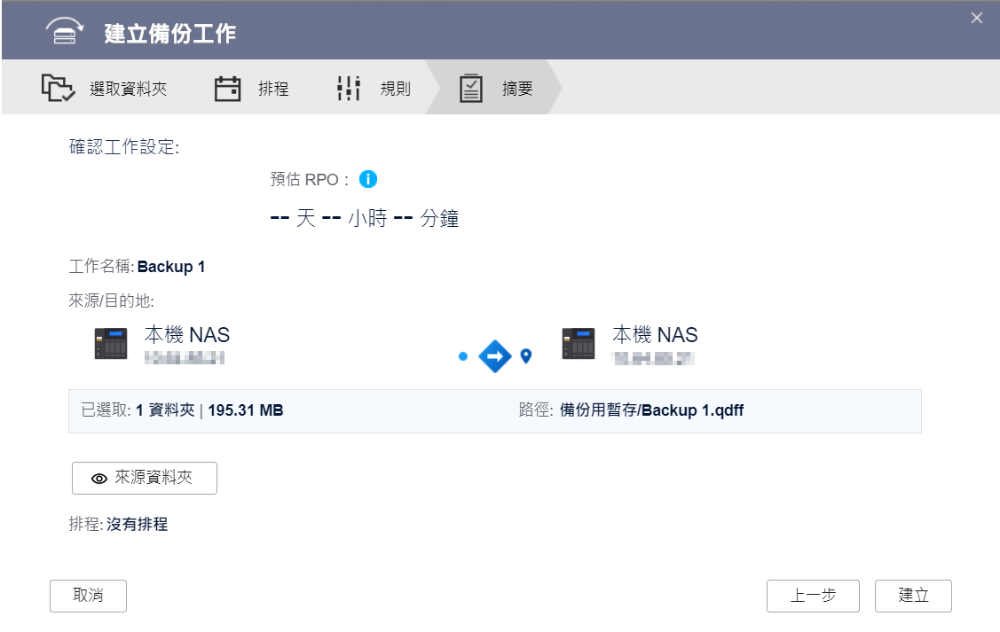 建立備份工作
選取資料夾 排程 規則 摘要
確認工作設定:
預估 RPO：
-- 天 -- 小時 -- 分鐘
工作名稱: Backup 1
來源/目的地:
本機 NAS 本機 NAS
已選取: 1 資料夾 | 195.31 MB 路徑: 備份用暫存/Backup 1.qdff
來源資料夾
排程: 沒有排程
取消 上一步 建立